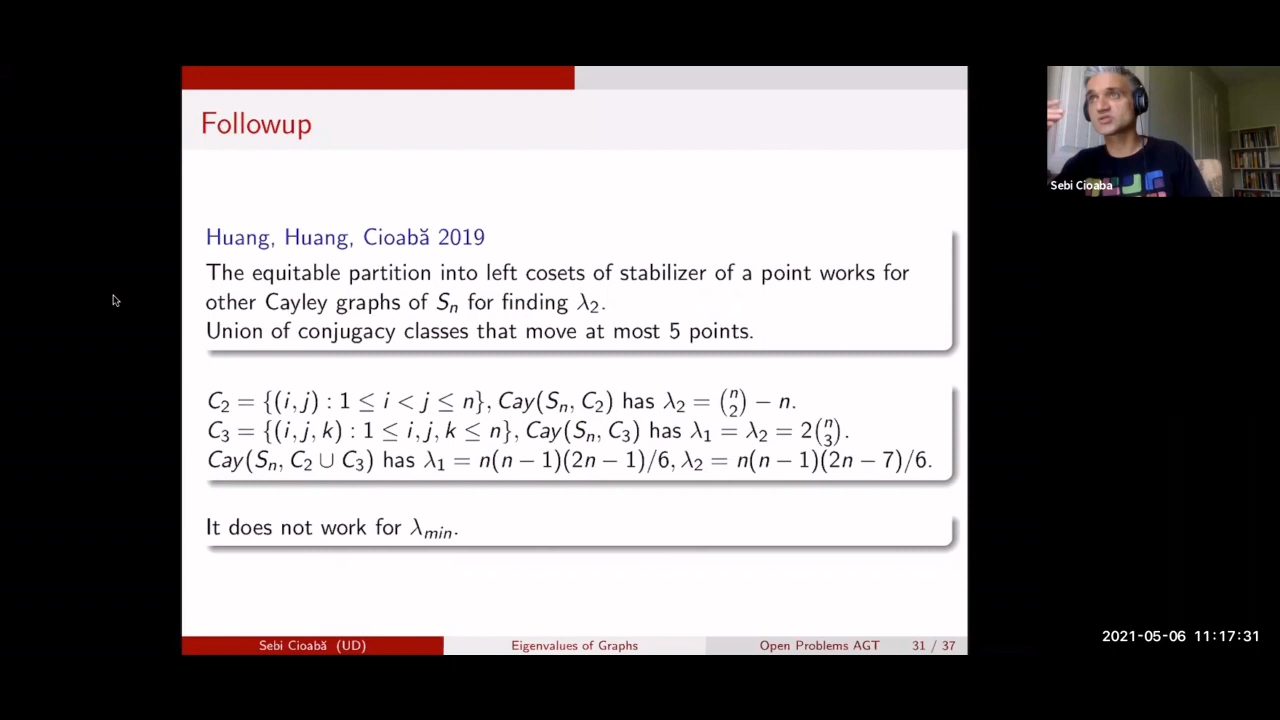 Followup
Huang, Huang, Cioabă 2019
The equitable partition into left cosets of stabilizer of a point works for
other Cayley graphs of Sₙ for finding λ₂.
Union of conjugacy classes that move at most 5 points.
C₂ = {(i, j) : 1 ≤ i < j ≤ n}, Cay(Sₙ, C₂) has λ₂ = (n 2) − n.
C₃ = {(i, j, k) : 1 ≤ i, j, k ≤ n}, Cay(Sₙ, C₃) has λ₁ = λ₂ = 2(n 3).
Cay(Sₙ, C₂ ∪ C₃) has λ₁ = n(n − 1)(2n − 1)/6, λ₂ = n(n − 1)(2n − 7)/6.
It does not work for λmin.
Sebi Cioabă (UD) Eigenvalues of Graphs Open Problems AGT 31 / 37
Sebi Cioaba
2021-05-06 11:17:31